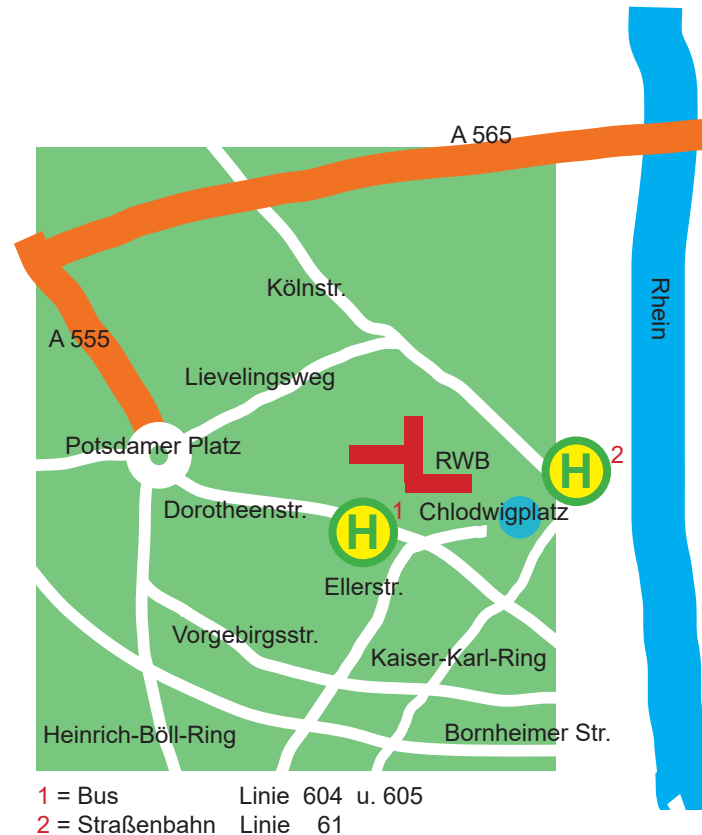 A 565
Rhein
Kölnstr.
A 555
Lievelingsweg
Potsdamer Platz
RWB
H 2
Dorotheenstr.
H 1
Chlodwigplatz
Ellerstr.
Vorgebirgsstr.
Kaiser-Karl-Ring
Heinrich-Böll-Ring
Bornheimer Str.
1 = Bus Linie 604 u. 605
2 = Straßenbahn Linie 61